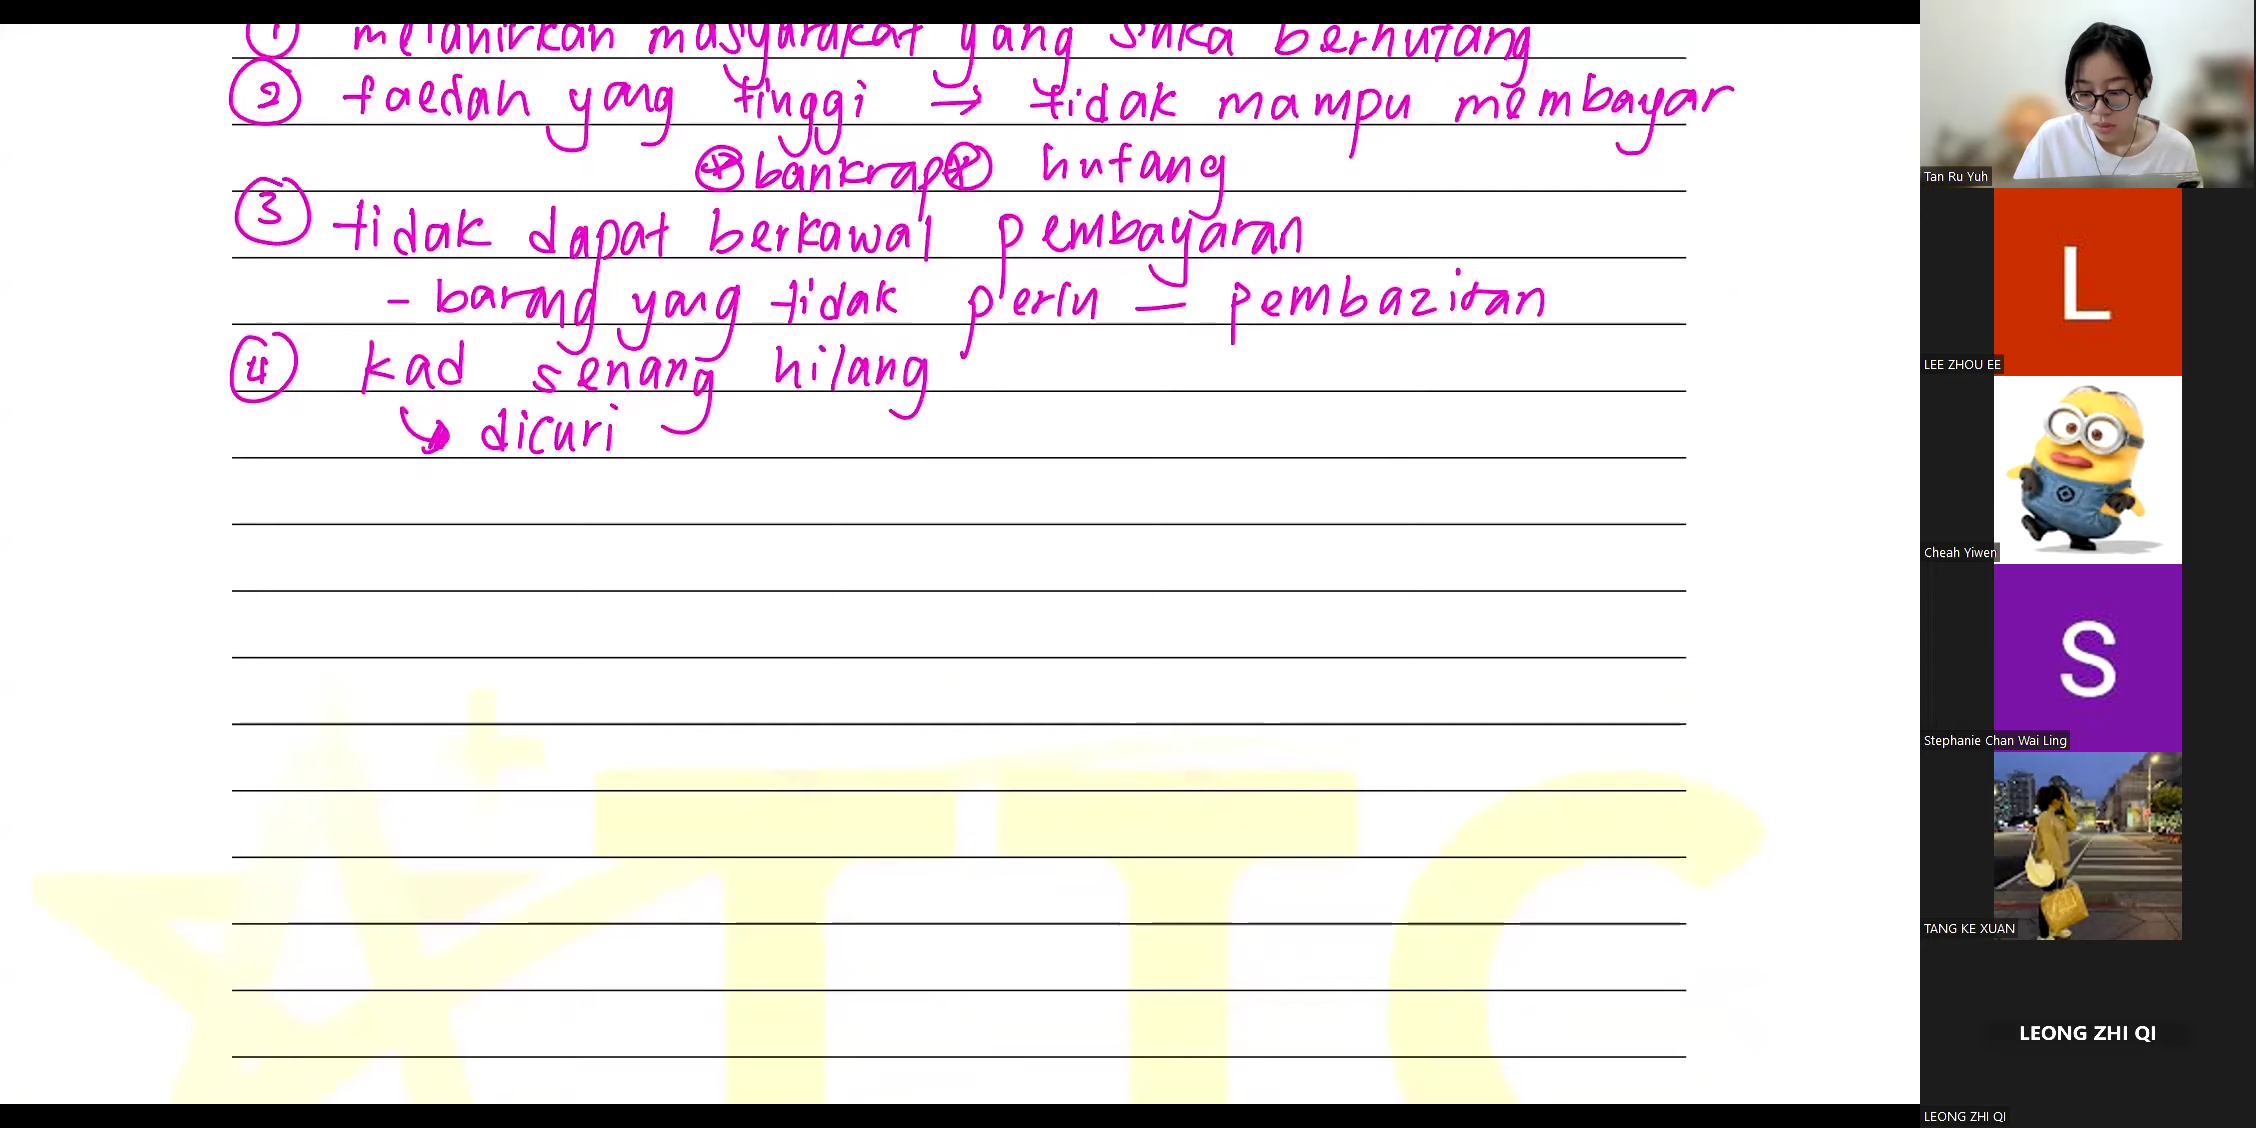 ① melahirkan masyarakat yang suka berhutang
② faedah yang tinggi → tidak mampu membayar
bankrap hutang
③ tidak dapat berkawal pembayaran
- barang yang tidak perlu — pembaziran
④ kad senang hilang
↳ dicuri
TTC
Tan Ru Yuh
L
LEE ZHOU EE
Cheah Yiwen
S
Stephanie Chan Wai Ling
TANG KE XUAN
LEONG ZHI QI
LEONG ZHI QI